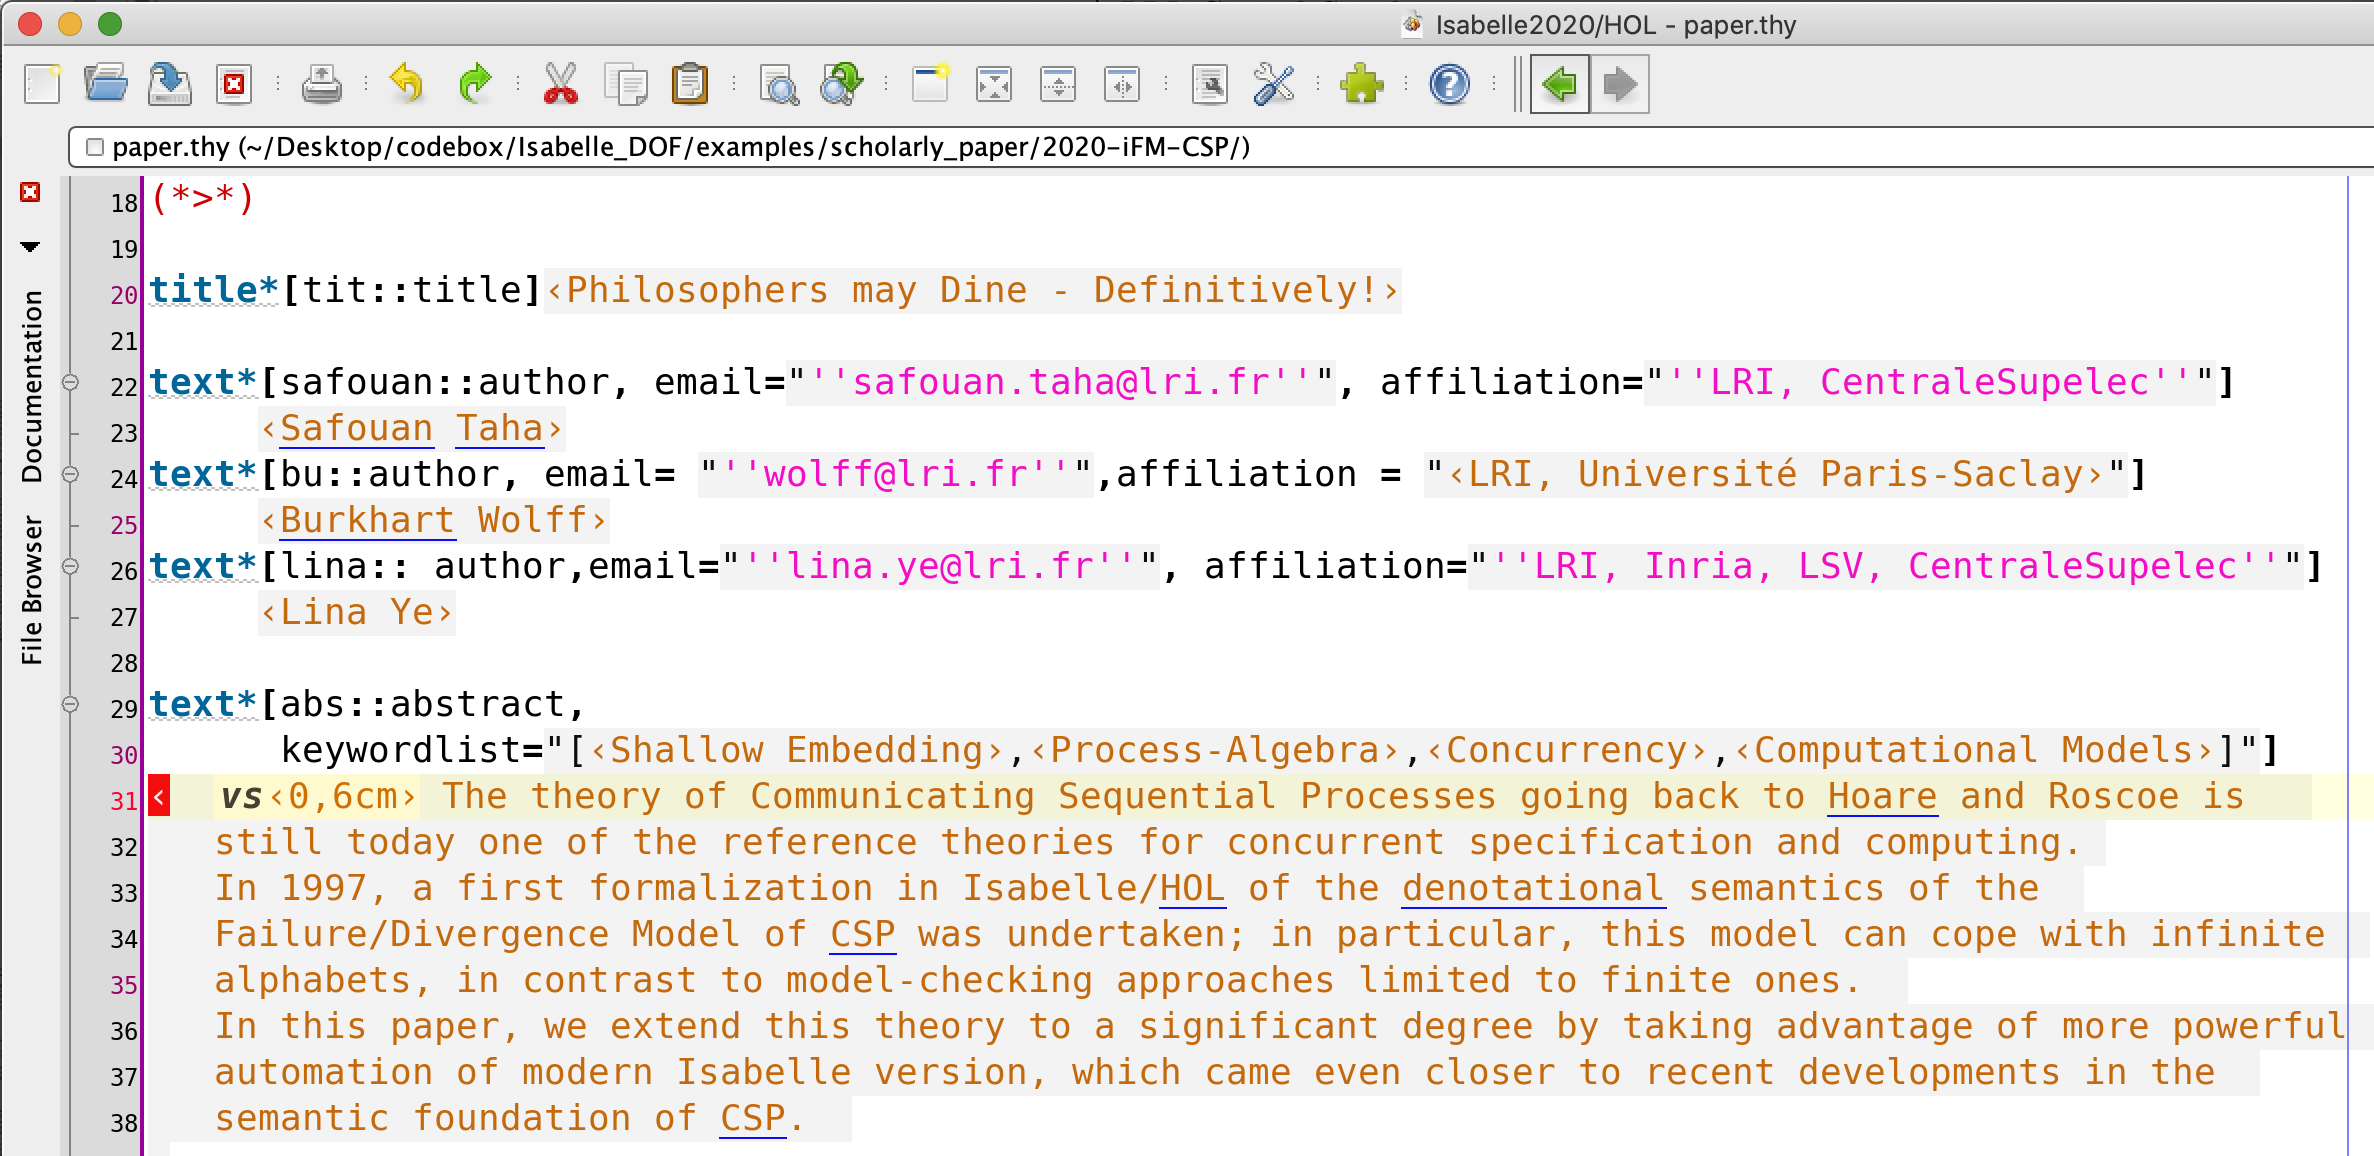 Isabelle2020/HOL - paper.thy
paper.thy (~/Desktop/codebox/Isabelle_DOF/examples/scholarly_paper/2020-iFM-CSP/)
Documentation
File Browser
18 (*>*)
19
20 title*[tit::title]‹Philosophers may Dine - Definitively!›
21
22 text*[safouan::author, email="''safouan.taha@lri.fr''", affiliation="''LRI, CentraleSupelec''"]
23 ‹Safouan Taha›
24 text*[bu::author, email= "''wolff@lri.fr''",affiliation = "‹LRI, Université Paris-Saclay›"]
25 ‹Burkhart Wolff›
26 text*[lina:: author,email="''lina.ye@lri.fr''", affiliation="''LRI, Inria, LSV, CentraleSupelec''"]
27 ‹Lina Ye›
28
29 text*[abs::abstract,
30 keywordlist="[‹Shallow Embedding›,‹Process-Algebra›,‹Concurrency›,‹Computational Models›]"]
31 ‹ vs‹0,6cm› The theory of Communicating Sequential Processes going back to Hoare and Roscoe is
32 still today one of the reference theories for concurrent specification and computing.
33 In 1997, a first formalization in Isabelle/HOL of the denotational semantics of the
34 Failure/Divergence Model of CSP was undertaken; in particular, this model can cope with infinite
35 alphabets, in contrast to model-checking approaches limited to finite ones.
36 In this paper, we extend this theory to a significant degree by taking advantage of more powerful
37 automation of modern Isabelle version, which came even closer to recent developments in the
38 semantic foundation of CSP.